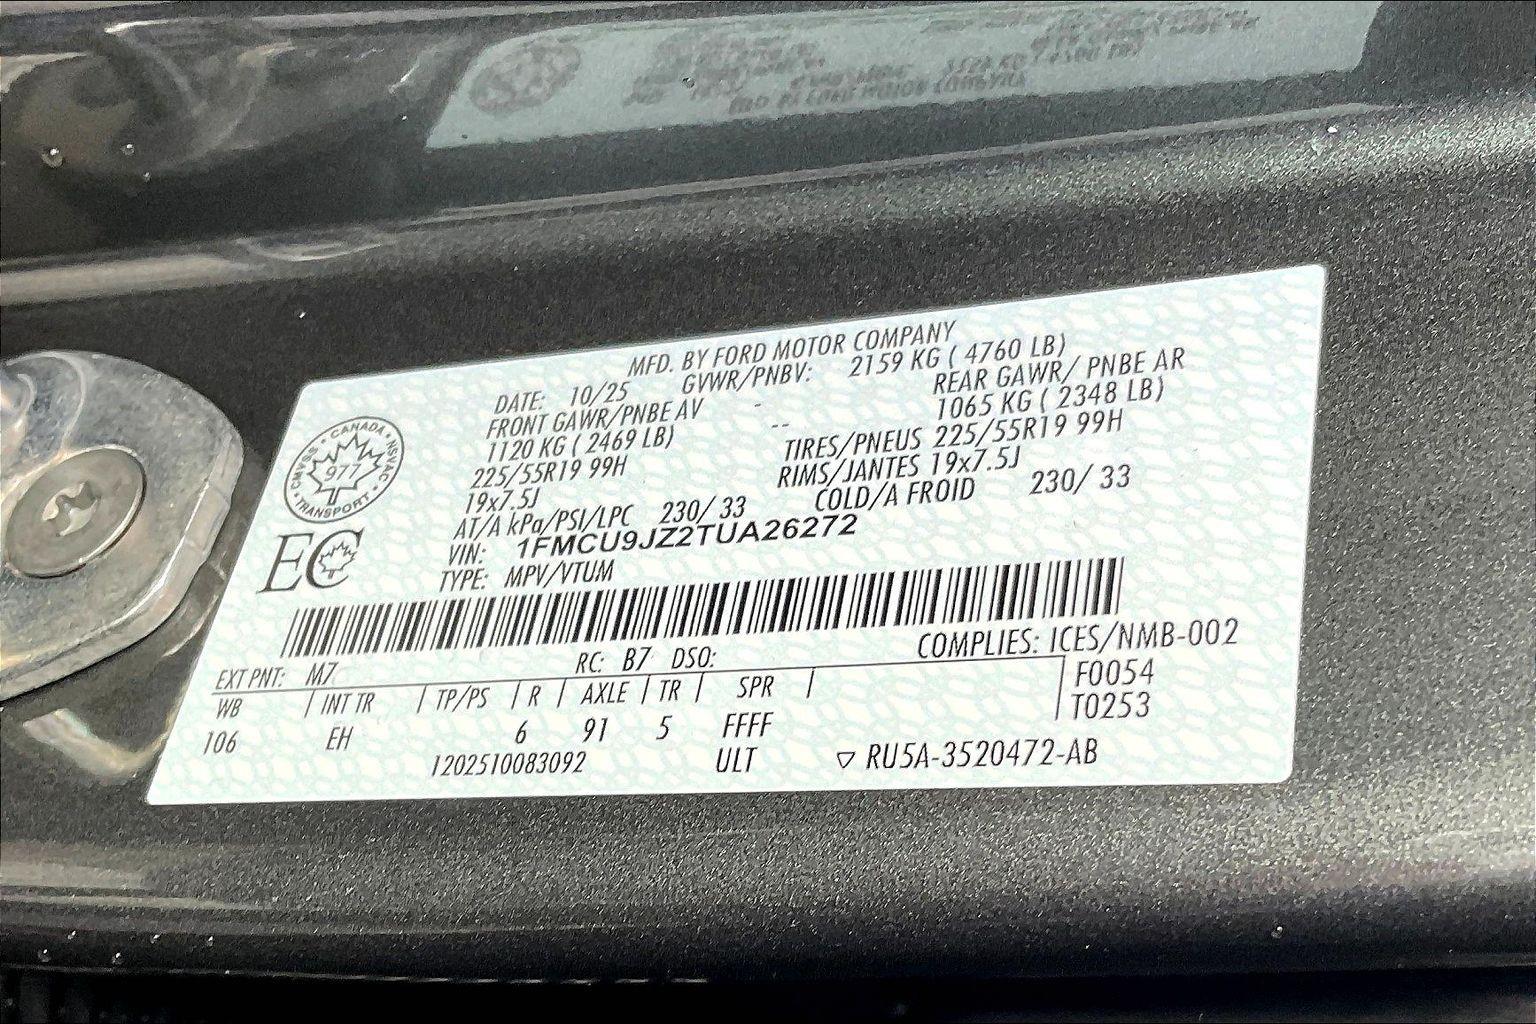 MFD. BY FORD MOTOR COMPANY
DATE: 10/25 GVWR/PNBV: 2159 KG ( 4760 LB)
FRONT GAWR/PNBE AV - REAR GAWR/ PNBE AR
1120 KG ( 2469 LB) -- 1065 KG ( 2348 LB)
225/55R19 99H TIRES/PNEUS 225/55R19 99H
19x7.5J RIMS/JANTES 19x7.5J
AT/A kPa/PSI/LPC 230/ 33 COLD/A FROID 230/ 33
VIN: 1FMCU9JZ2TUA26272
TYPE: MPV/VTUM
CANADA
CMVSS NSVAC
977
TRANSPORT
EC
COMPLIES: ICES/NMB-002
EXT PNT: M7 RC: B7 DSO:
WB INT TR TP/PS R AXLE TR SPR F0054
106 EH 6 91 5 FFFF T0253
1202510083092 ULT RU5A-3520472-AB